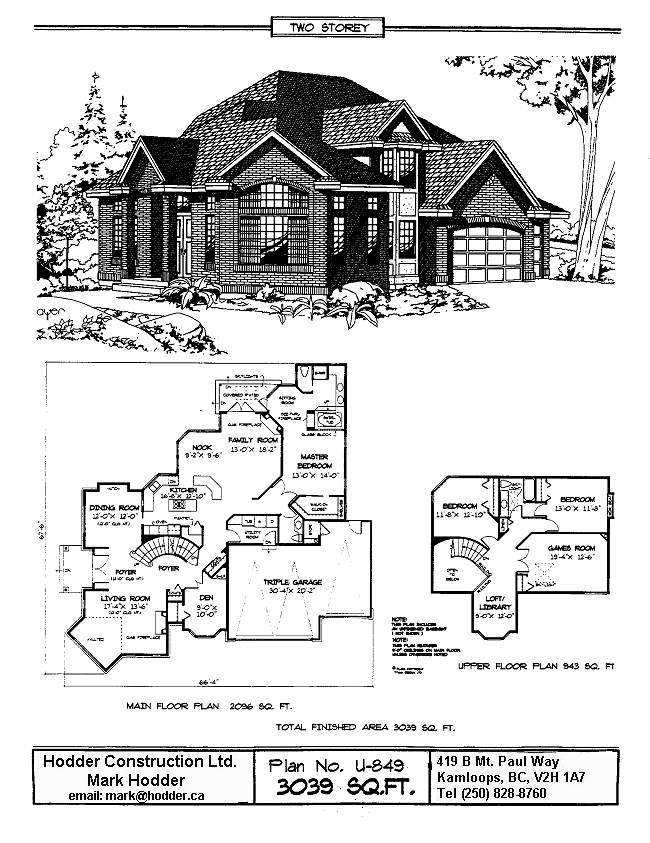 TWO STOREY
ayer
SKYLIGHTS
COVERED PATIO
SITTING
ROOM
GAS FIREPLACE
GLASS BLOCK
FAMILY ROOM
13'-0" X 18'-2"
NOOK
9'-2" X 9'-6"
MASTER
BEDROOM
13'-0" X 14'-0"
KITCHEN
16'-8" X 12'-10"
DINING ROOM
12'-0" X 12'-0"
WALK-IN
CLOSET
UTILITY
ROOM
FOYER
FOYER
LIVING ROOM
17'-4" X 13'-6"
VAULTED
GAS FIREPLACE
DEN
9'-0" X
10'-0"
TRIPLE GARAGE
30'-4" X 20'-2"
67'-6"
66'-4"
BEDROOM
11'-8" X 12'-10"
BEDROOM
13'-0" X 11'-8"
GAMES ROOM
19'-4" X 12'-6"
OPEN
TO
BELOW
RAILING
SKYLIGHT
LOFT/
LIBRARY
9'-0" X 12'-0"
NOTE:
THIS PLAN INCLUDES
AN UNFINISHED BASEMENT
( NOT SHOWN )
NOTE:
THIS PLAN FEATURES
9'-0" CEILINGS ON MAIN FLOOR
UNLESS OTHERWISE NOTED
UPPER FLOOR PLAN 943 SQ. FT
MAIN FLOOR PLAN 2096 SQ. FT.
TOTAL FINISHED AREA 3039 SQ. FT.
Hodder Construction Ltd.
Mark Hodder
email: mark@hodder.ca
Plan No. U-849
3039 SQ.FT.
419 B Mt. Paul Way
Kamloops, BC, V2H 1A7
Tel (250) 828-8760